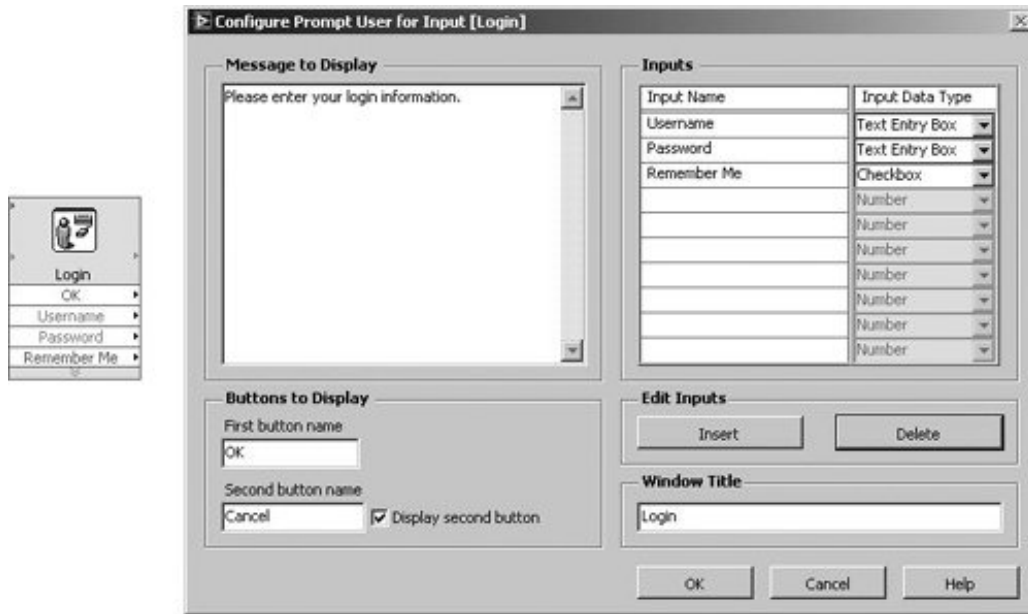 Login
OK
Username
Password
Remember Me
Configure Prompt User for Input [Login]
Message to Display
Please enter your login information.
Inputs
Input Name Input Data Type
Username Text Entry Box
Password Text Entry Box
Remember Me Checkbox
Number
Number
Number
Number
Number
Number
Number
Buttons to Display
First button name
OK
Second button name
Cancel Display second button
Edit Inputs
Insert Delete
Window Title
Login
OK Cancel Help